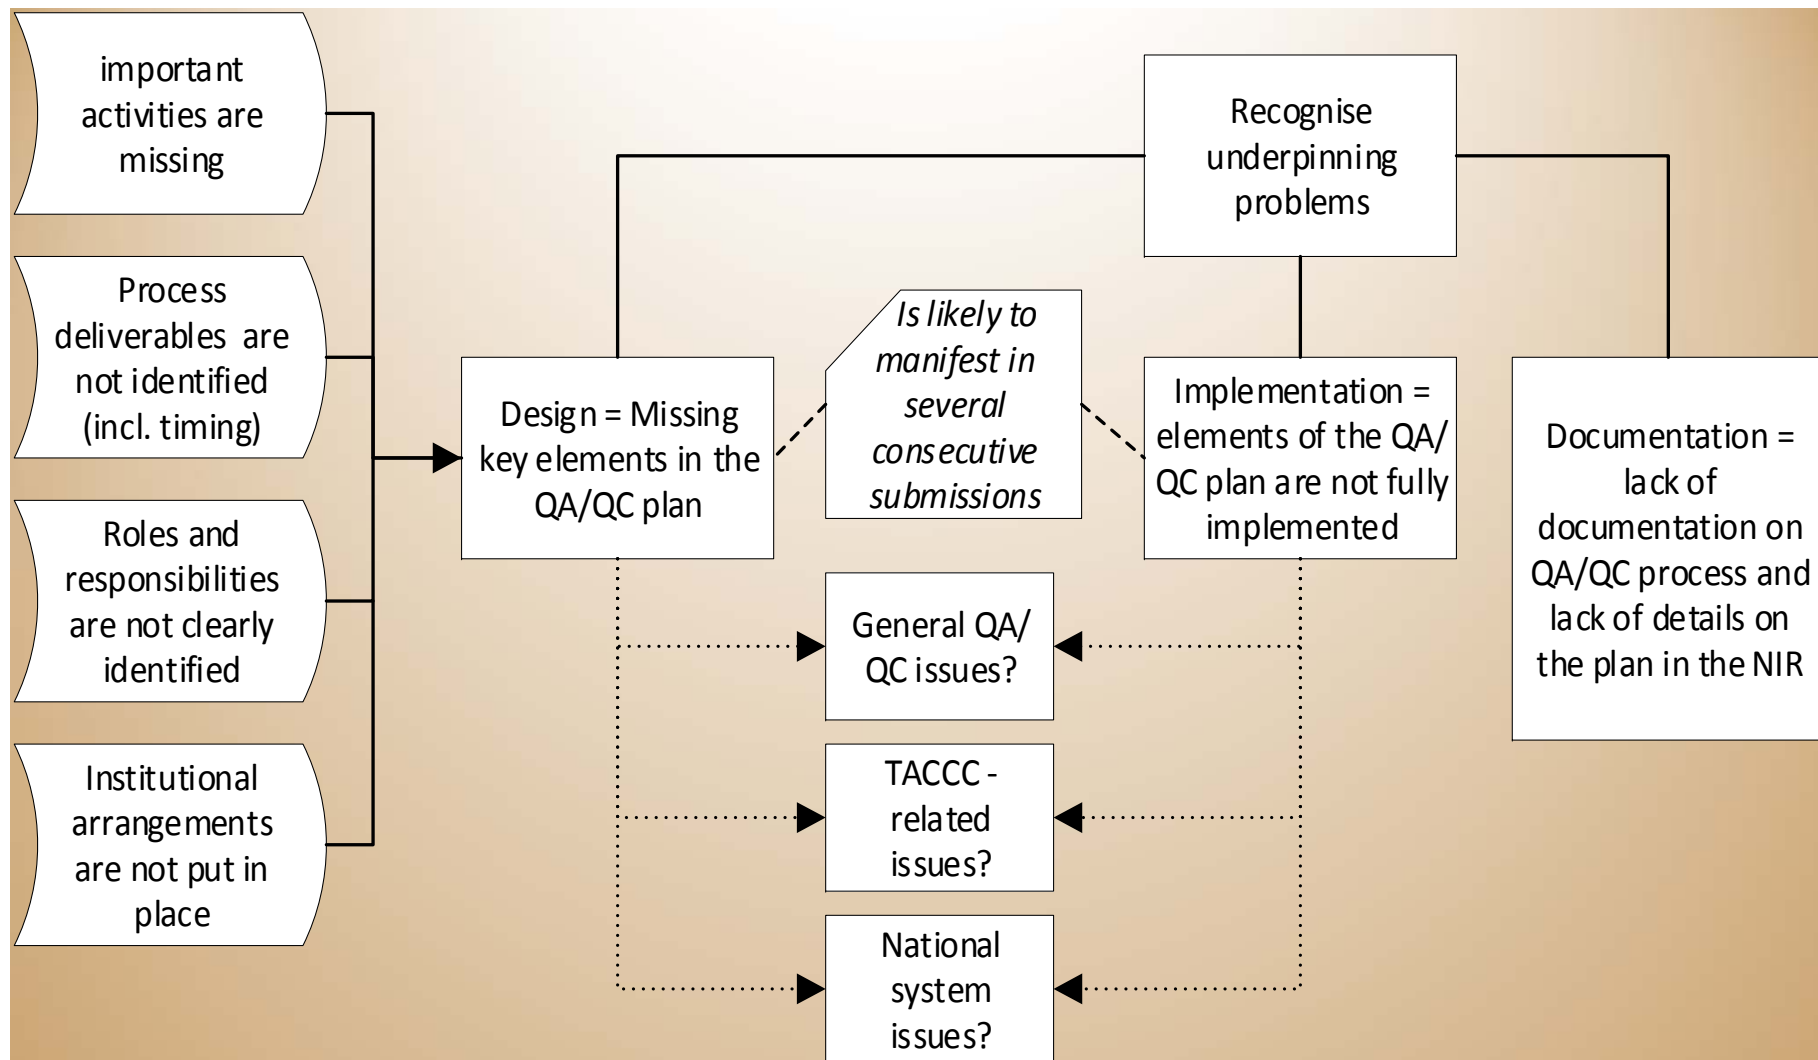 important
activities are
missing
Process
deliverables are
not identified
(incl. timing)
Roles and
responsibilities
are not clearly
identified
Institutional
arrangements
are not put in
place
Recognise
underpinning
problems
Design = Missing
key elements in the
QA/QC plan
Is likely to
manifest in
several
consecutive
submissions
Implementation =
elements of the QA/
QC plan are not fully
implemented
Documentation =
lack of
documentation on
QA/QC process and
lack of details on
the plan in the NIR
General QA/
QC issues?
TACCC -
related
issues?
National
system
issues?